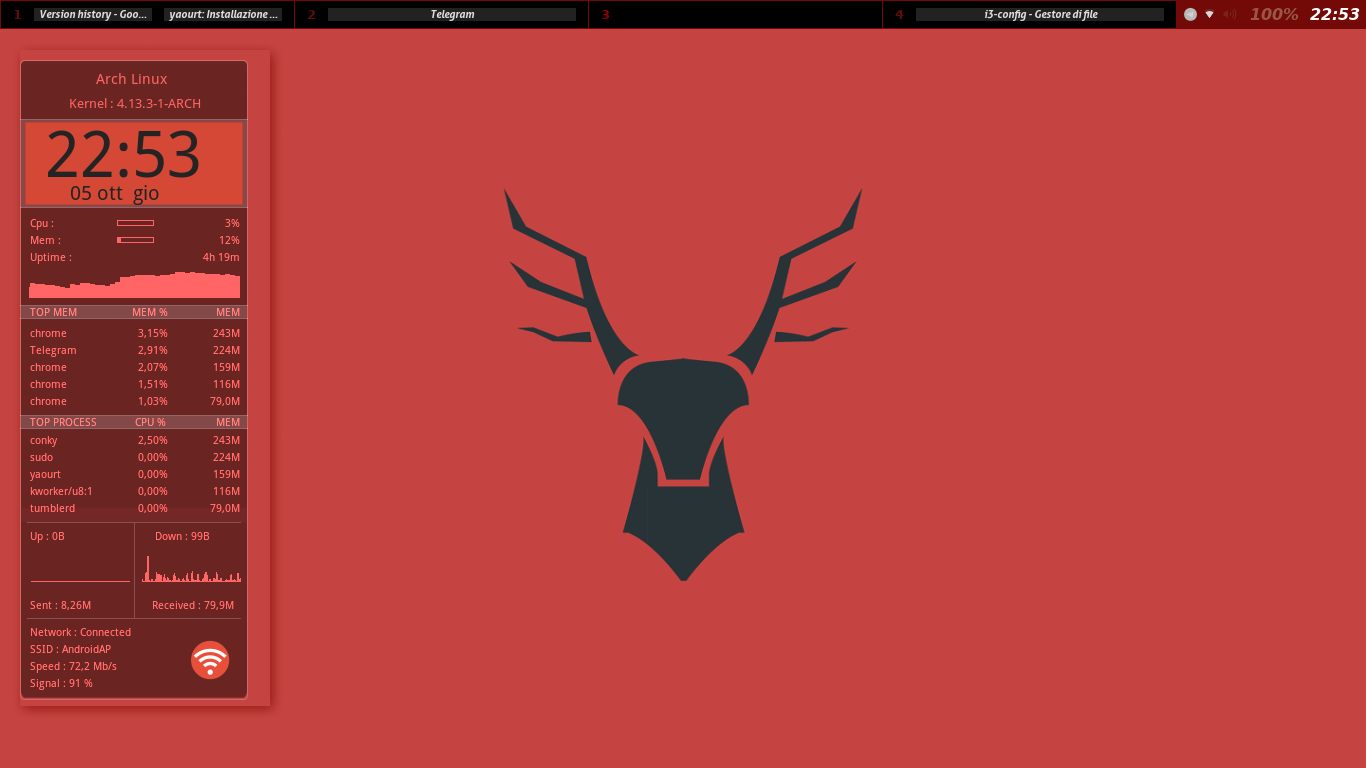 1 Version history - Goo... yaourt: Installazione ... 2 Telegram 3 4 i3-config - Gestore di file 100% 22:53
Arch Linux
Kernel : 4.13.3-1-ARCH
22:53
05 ott gio
Cpu : 3%
Mem : 12%
Uptime : 4h 19m
TOP MEM MEM % MEM
chrome 3,15% 243M
Telegram 2,91% 224M
chrome 2,07% 159M
chrome 1,51% 116M
chrome 1,03% 79,0M
TOP PROCESS CPU % MEM
conky 2,50% 243M
sudo 0,00% 224M
yaourt 0,00% 159M
kworker/u8:1 0,00% 116M
tumblerd 0,00% 79,0M
Up : 0B Down : 99B
Sent : 8,26M Received : 79,9M
Network : Connected
SSID : AndroidAP
Speed : 72,2 Mb/s
Signal : 91 %